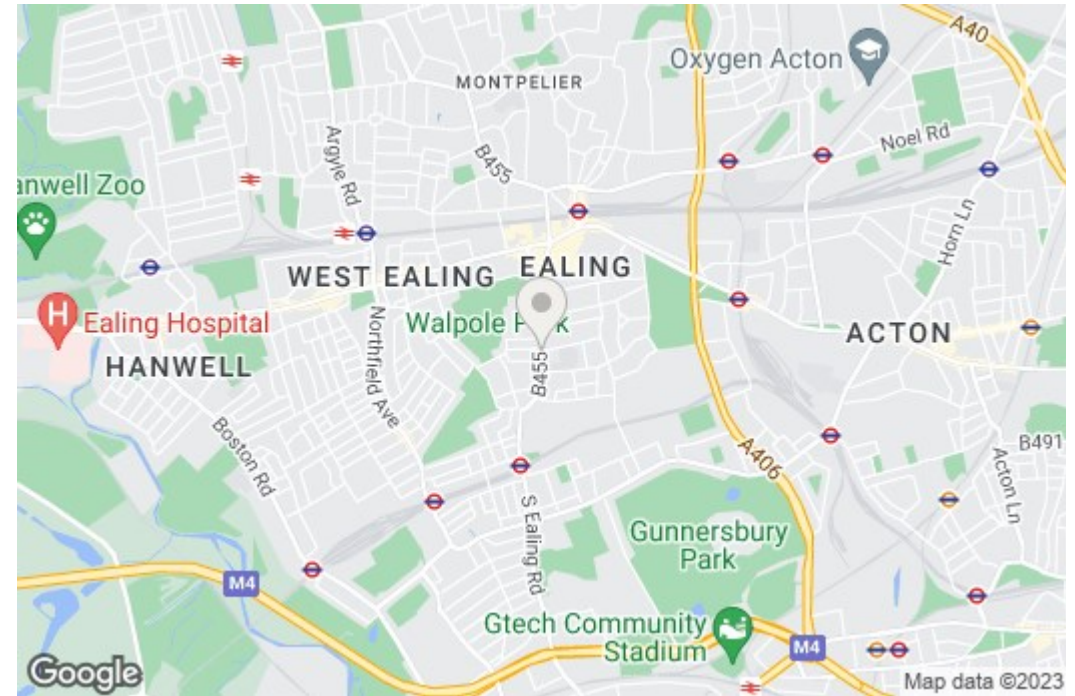 A40
Oxygen Acton
MONTPELIER
Argyle Rd
B455
Noel Rd
anwell Zoo
Horn Ln
WEST EALING
EALING
H
Ealing Hospital
Walpole P rk
ACTON
HANWELL
Northfield Ave
B455
Boston Rd
A406
B491
Acton Ln
S Ealing Rd
Gunnersbury
Park
M4
Gtech Community
Stadium
M4
Google
Map data ©2023